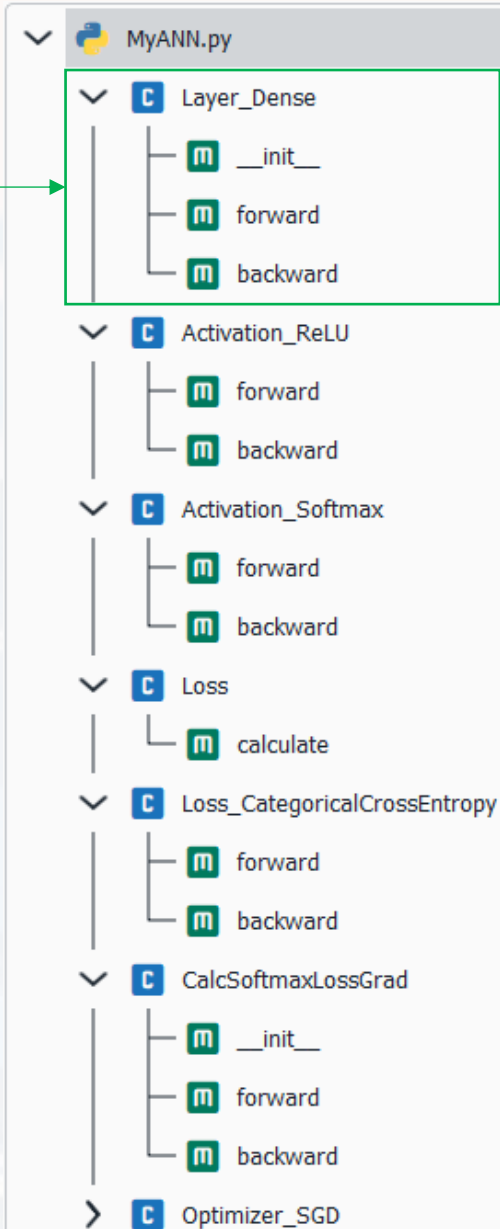 MyANN.py
C Layer_Dense
m __init__
m forward
m backward
C Activation_ReLU
m forward
m backward
C Activation_Softmax
m forward
m backward
C Loss
m calculate
C Loss_CategoricalCrossEntropy
m forward
m backward
C CalcSoftmaxLossGrad
m __init__
m forward
m backward
C Optimizer_SGD